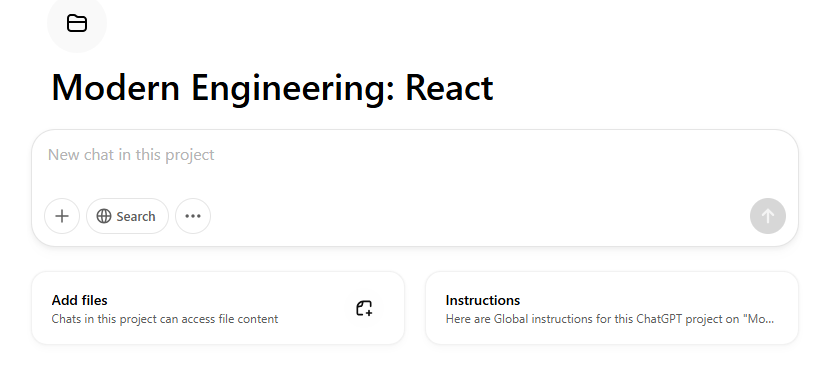 Modern Engineering: React
New chat in this project
Search
Add files
Chats in this project can access file content
Instructions
Here are Global instructions for this ChatGPT project on "Mo...